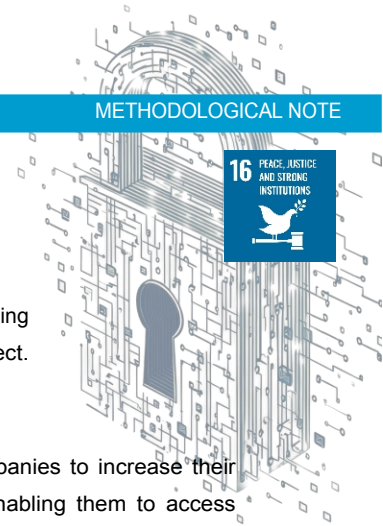 METHODOLOGICAL NOTE
16 PEACE, JUSTICE
AND STRONG
INSTITUTIONS
ing
ect.
panies to increase their
nabling them to access